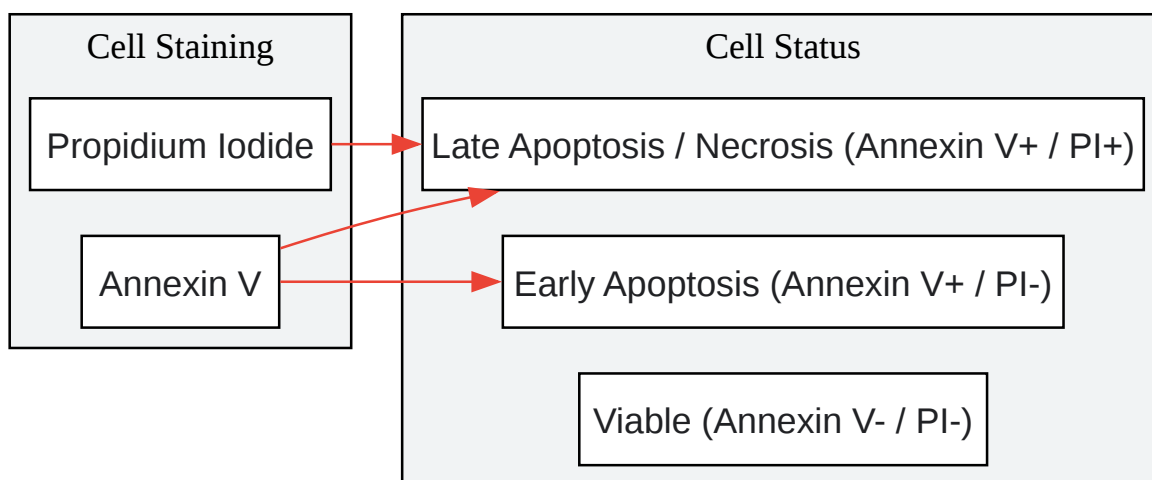 Cell Staining
Propidium Iodide
Annexin V
Cell Status
Late Apoptosis / Necrosis (Annexin V+ / PI+)
Early Apoptosis (Annexin V+ / PI-)
Viable (Annexin V- / PI-)